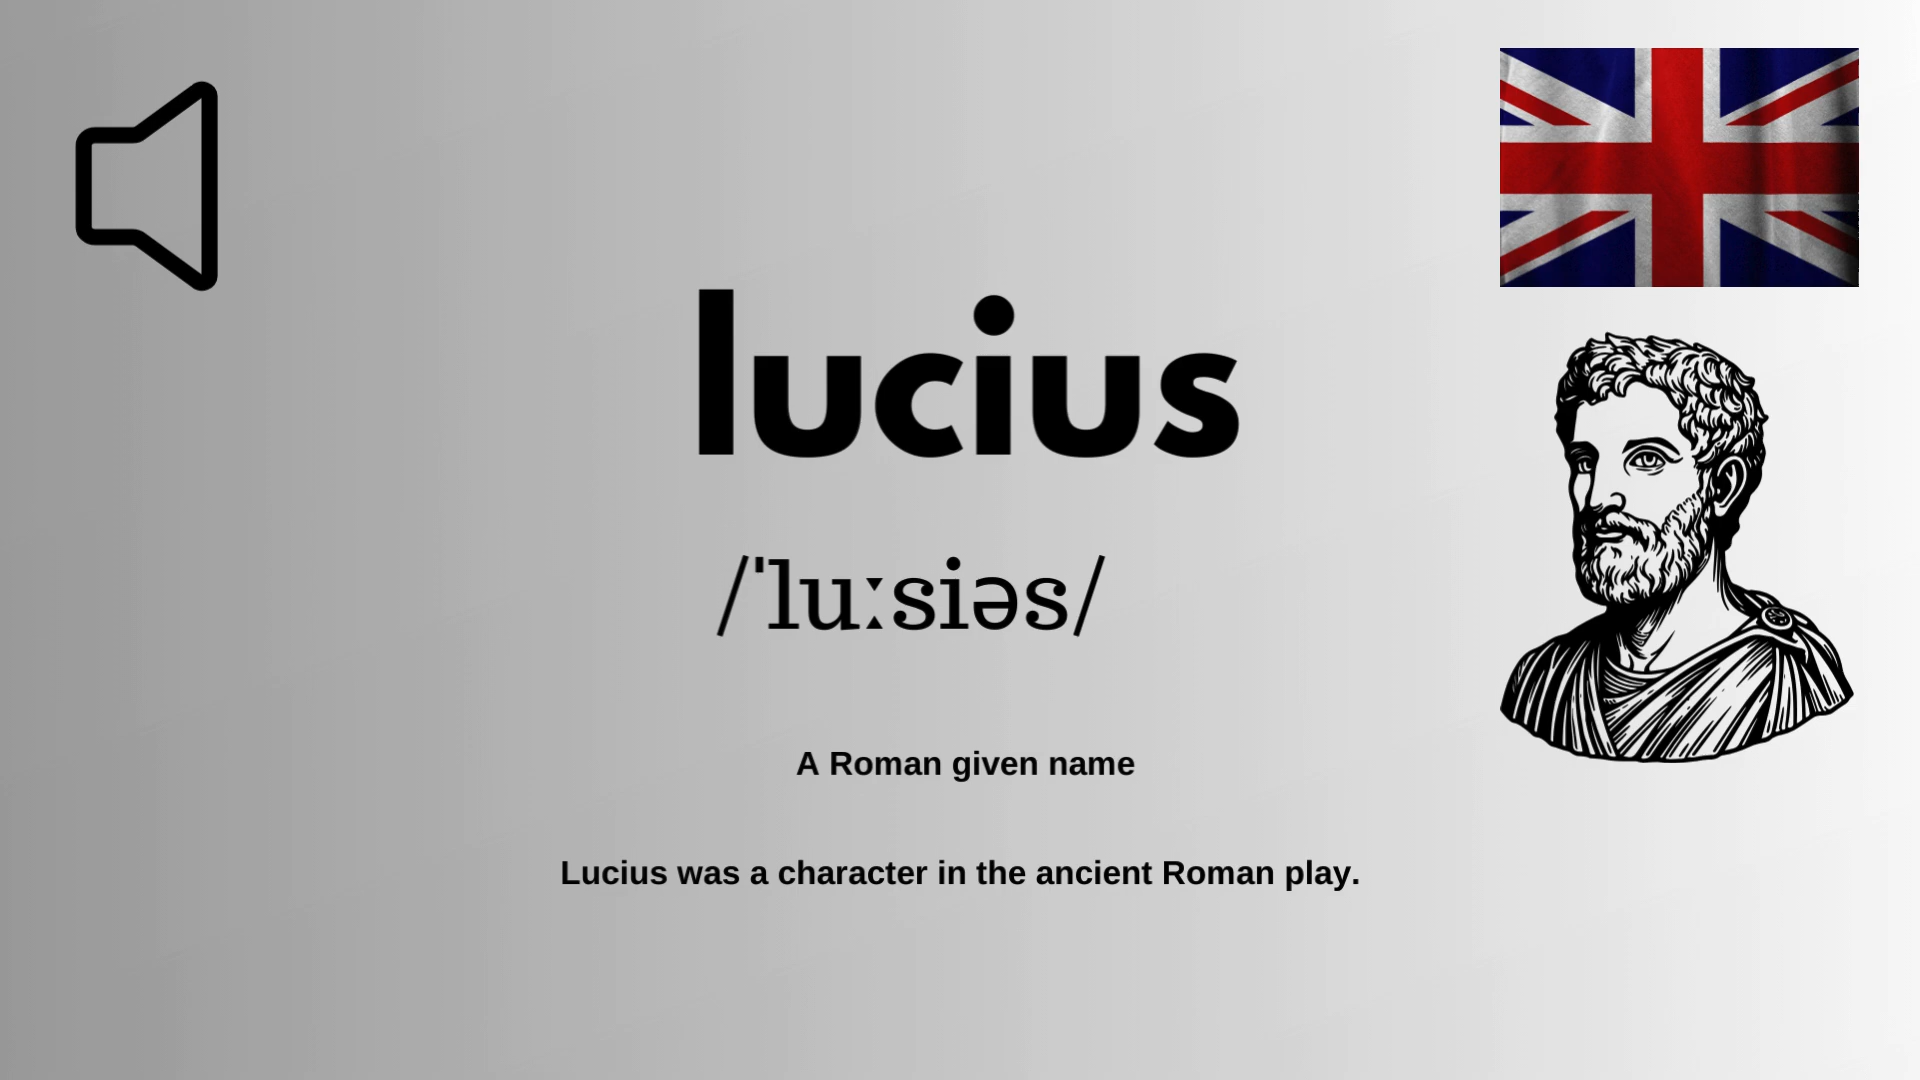 lucius
/ˈluːsiəs/
A Roman given name
Lucius was a character in the ancient Roman play.